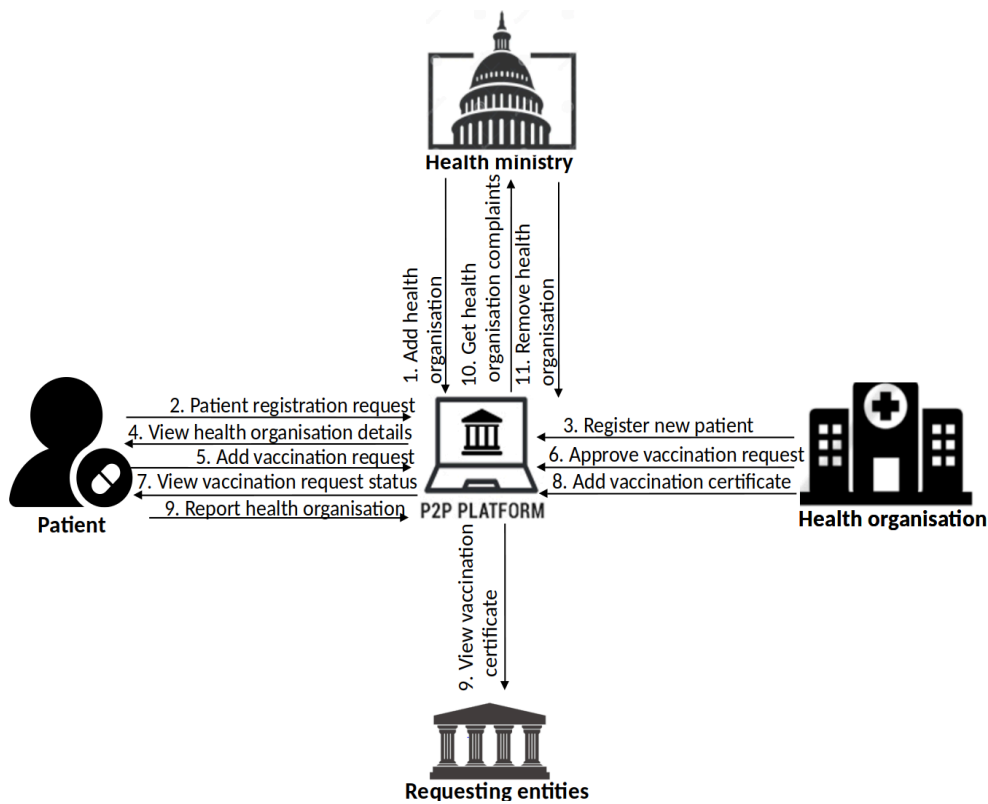 Health ministry
1. Add health
organisation
10. Get health
organisation complaints
11. Remove health
organisation
2. Patient registration request
4. View health organisation details
5. Add vaccination request
7. View vaccination request status
9. Report health organisation
Patient
P2P PLATFORM
3. Register new patient
6. Approve vaccination request
8. Add vaccination certificate
Health organisation
9. View vaccination
certificate
Requesting entities